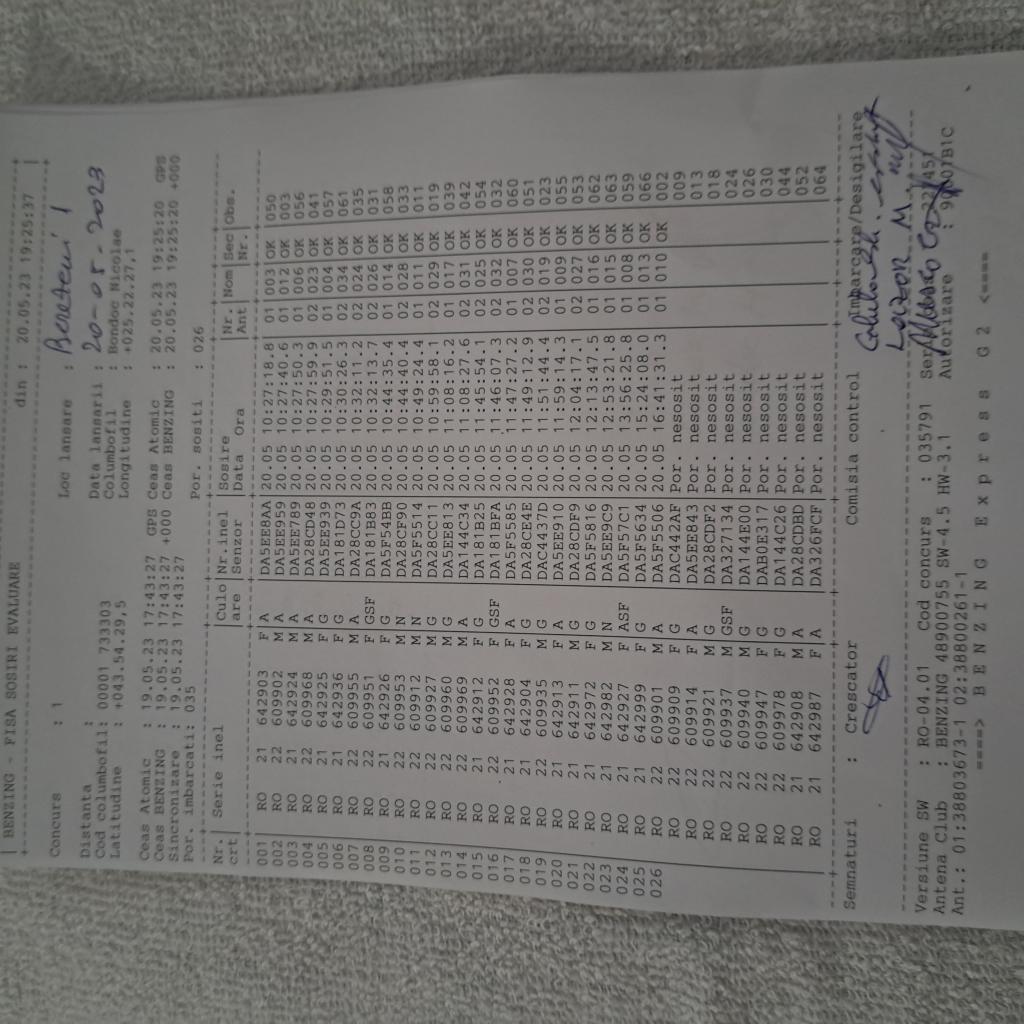 BENZING - FISA SOSIRI EVALUARE din : 20.05.23 19:25:37
Concurs : 1 Loc lansare : Bereteni 1
Distanta : Data lansarii : 20-05-2023
Cod columbofil: 00001 733303 Columbofil : Bondoc Nicolae
Latitudine : +043.54.29,5 Longitudine : +025.22.27,1
Ceas Atomic : 19.05.23 17:43:27 GPS Ceas Atomic : 20.05.23 19:25:20 GPS
Ceas BENZING : 19.05.23 17:43:27 +000 Ceas BENZING : 20.05.23 19:25:20 +000
Sincronizare : 19.05.23 17:43:27
Por. imbarcati: 035 Por. sositi : 026
Nr. Serie inel Culo Nr.inel Sosire Nr. Nom Sec Obs.
crt are Senzor Data Ora Ant Nr.
001 RO 21 642903 F A DA5EE8AA 20.05 10:27:18.8 01 003 OK 050
002 RO 22 609902 M A DA5EE959 20.05 10:27:40.6 01 012 OK 003
003 RO 21 642924 M A DA5EE789 20.05 10:27:50.3 01 006 OK 056
004 RO 22 609968 M A DA28CD48 20.05 10:27:59.9 02 023 OK 041
005 RO 21 642925 F G DA5EE939 20.05 10:29:51.5 01 004 OK 057
006 RO 21 642936 F G DA181D73 20.05 10:30:26.3 02 034 OK 061
007 RO 22 609955 M A DA28CC9A 20.05 10:32:11.2 02 024 OK 035
008 RO 22 609951 F GSF DA181B83 20.05 10:32:13.7 02 026 OK 031
009 RO 21 642926 F G DA5F54BB 20.05 10:44:35.4 01 014 OK 058
010 RO 22 609953 M N DA28CF90 20.05 10:44:40.4 02 028 OK 033
011 RO 22 609912 M N DA5F5514 20.05 10:49:24.4 01 011 OK 011
012 RO 22 609927 M G DA28CC11 20.05 10:59:58.1 02 029 OK 019
013 RO 22 609960 M G DA5EE813 20.05 11:08:16.2 01 017 OK 039
014 RO 22 609969 M A DA144C34 20.05 11:08:27.6 02 031 OK 042
015 RO 21 642912 F G DA181B25 20.05 11:45:54.1 02 025 OK 054
016 RO 22 609952 F GSF DA181BFA 20.05 11:46:07.3 02 032 OK 032
017 RO 21 642928 F A DA5F5585 20.05 11:47:27.2 01 007 OK 060
018 RO 21 642904 F G DA28CE4E 20.05 11:49:12.9 02 030 OK 051
019 RO 22 609935 M G DAC4437D 20.05 11:51:44.4 02 019 OK 023
020 RO 21 642913 F A DA5EE910 20.05 11:59:14.3 01 009 OK 055
021 RO 21 642911 M G DA28CDF9 20.05 12:04:17.1 02 027 OK 053
022 RO 21 642972 F G DA5F5816 20.05 12:13:47.5 01 016 OK 062
023 RO 21 642982 M N DA5EE9C9 20.05 12:53:21.8 01 015 OK 063
024 RO 21 642927 F ASF DA5F57C1 20.05 13:56:25.8 01 008 OK 059
025 RO 21 642999 F G DA5F5634 20.05 15:24:08.0 01 013 OK 066
026 RO 22 609901 M A DA5F5506 20.05 16:41:31.3 01 010 OK 002
RO 22 609909 F G DAC442AF Por. nesosit 009
RO 22 609914 F A DA5EE843 Por. nesosit 013
RO 22 609921 M G DA28CDF2 Por. nesosit 018
RO 22 609937 M GSF DA327134 Por. nesosit 024
RO 22 609940 M G DA144E00 Por. nesosit 026
RO 22 609947 F G DAB0E317 Por. nesosit 030
RO 22 609978 F G DA144C26 Por. nesosit 044
RO 21 642908 M A DA28CDBD Por. nesosit 052
RO 21 642987 F A DA326FCF Por. nesosit 064
Semnaturi : Crescator Comisia control Imbarcare/Desigilare
Versiune SW : RO-04.01 Cod concurs : 035791
Antena Club : BENZING 48900755 SW-4.5 HW-3.1 Autorizare :
Ant.: 01:38803673-1 02:38800261-1
====> B E N Z I N G E x p r e s s G 2 <====